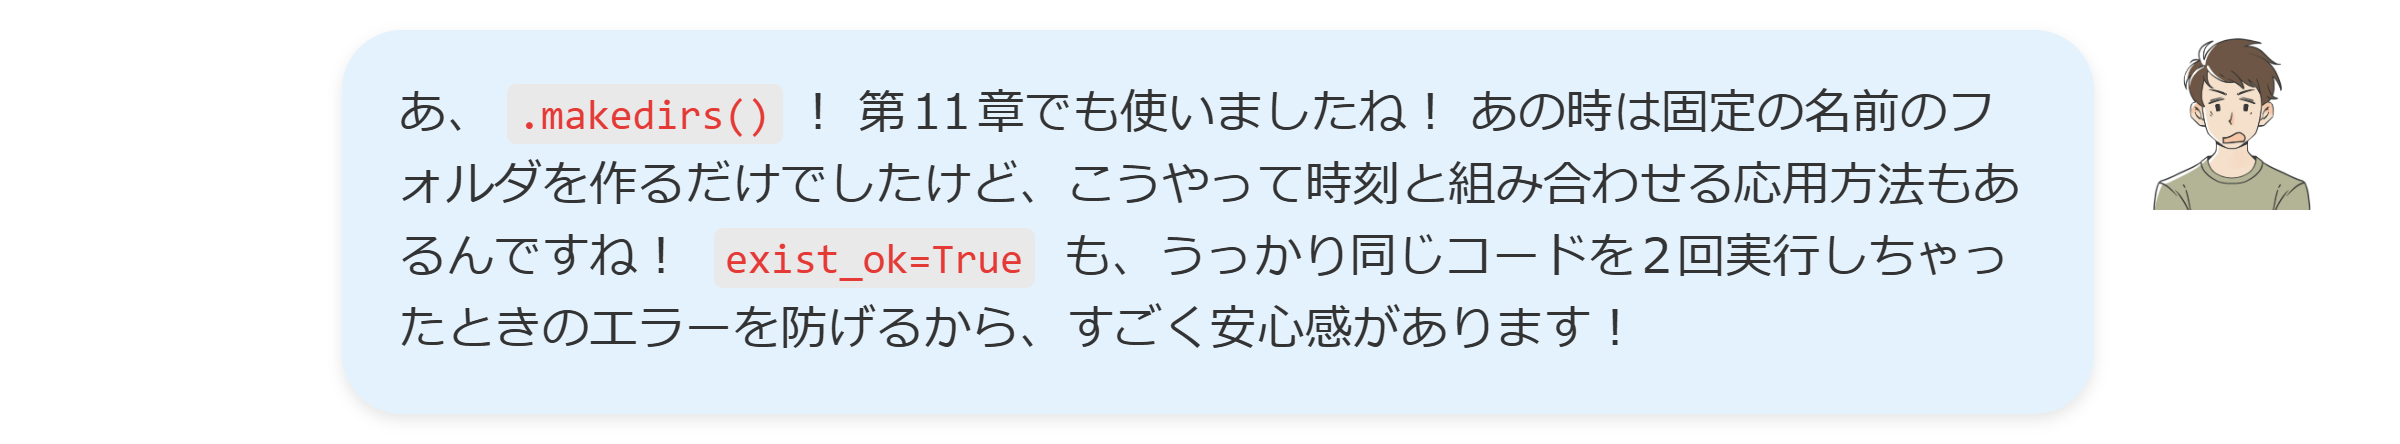 あ、 .makedirs() ！ 第11章でも使いましたね！ あの時は固定の名前のフ
ォルダを作るだけでしたけど、こうやって時刻と組み合わせる応用方法もあ
るんですね！ exist_ok=True も、うっかり同じコードを2回実行しちゃっ
たときのエラーを防げるから、すごく安心感があります！